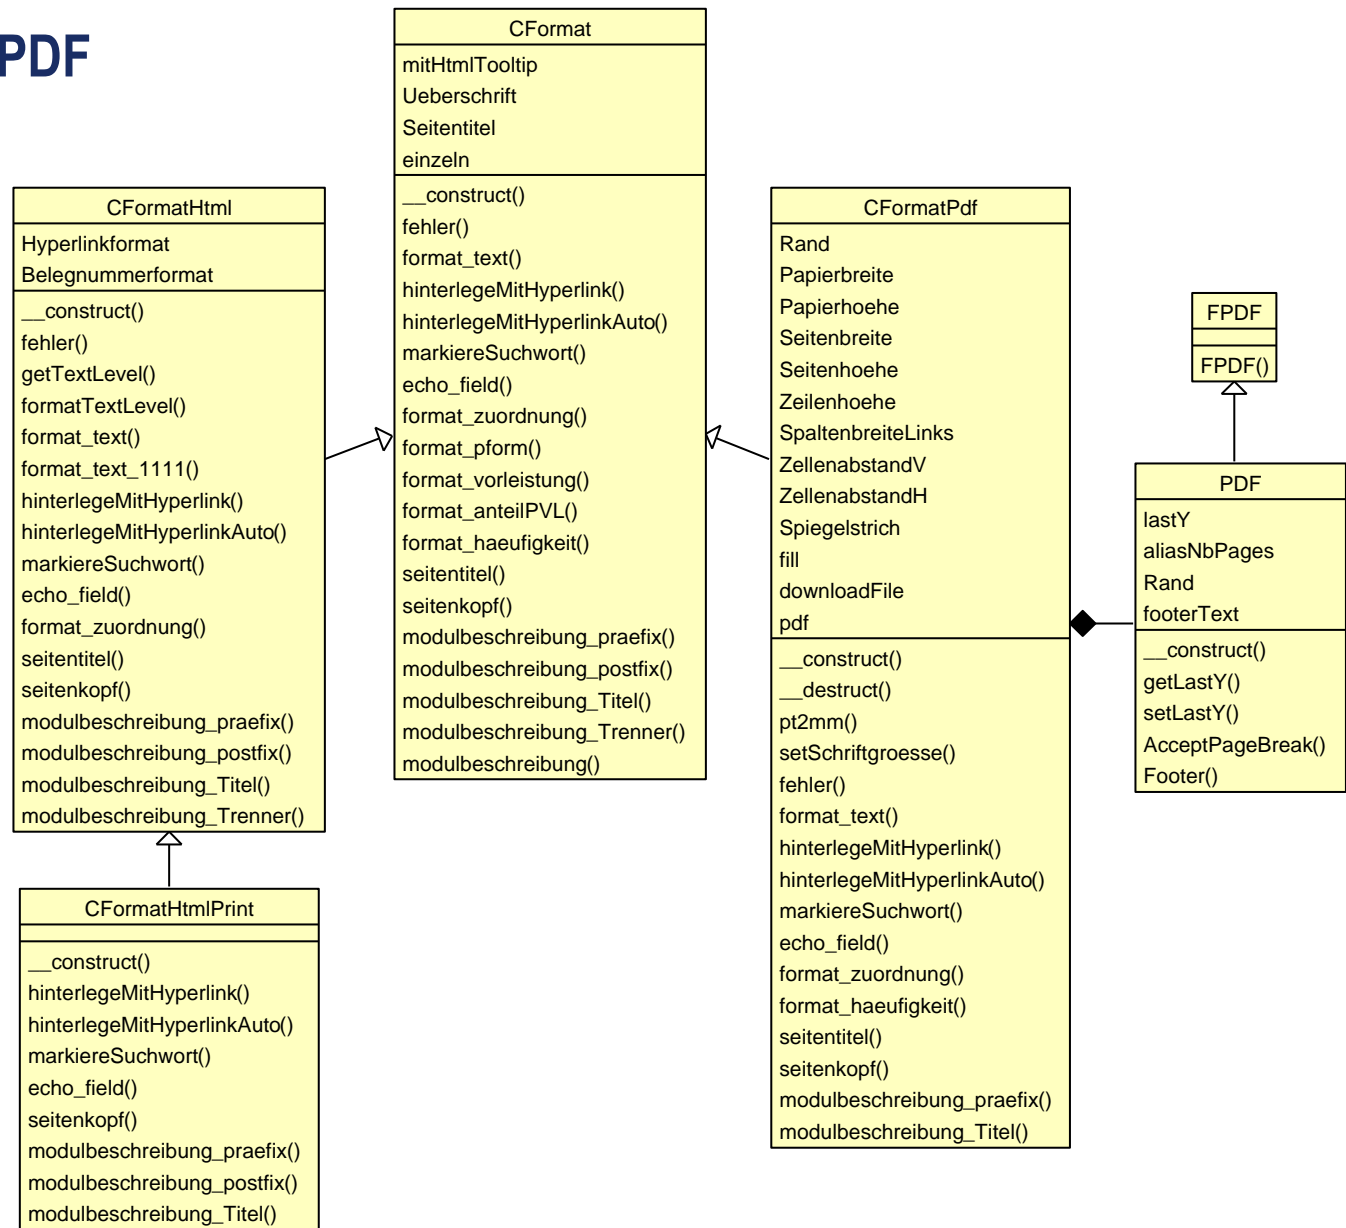 PDF
CFormat
mitHtmlTooltip
Ueberschrift
Seitentitel
einzeln
__construct()
fehler()
format_text()
hinterlegeMitHyperlink()
hinterlegeMitHyperlinkAuto()
markiereSuchwort()
echo_field()
format_zuordnung()
format_pform()
format_vorleistung()
format_anteilPVL()
format_haeufigkeit()
seitentitel()
seitenkopf()
modulbeschreibung_praefix()
modulbeschreibung_postfix()
modulbeschreibung_Titel()
modulbeschreibung_Trenner()
modulbeschreibung()
CFormatHtml
Hyperlinkformat
Belegnummerformat
__construct()
fehler()
getTextLevel()
formatTextLevel()
format_text()
format_text_1111()
hinterlegeMitHyperlink()
hinterlegeMitHyperlinkAuto()
markiereSuchwort()
echo_field()
format_zuordnung()
seitentitel()
seitenkopf()
modulbeschreibung_praefix()
modulbeschreibung_postfix()
modulbeschreibung_Titel()
modulbeschreibung_Trenner()
CFormatHtmlPrint
__construct()
hinterlegeMitHyperlink()
hinterlegeMitHyperlinkAuto()
markiereSuchwort()
echo_field()
seitenkopf()
modulbeschreibung_praefix()
modulbeschreibung_postfix()
modulbeschreibung_Titel()
CFormatPdf
Rand
Papierbreite
Papierhoehe
Seitenbreite
Seitenhoehe
Zeilenhoehe
SpaltenbreiteLinks
ZellenabstandV
ZellenabstandH
Spiegelstrich
fill
downloadFile
pdf
__construct()
__destruct()
pt2mm()
setSchriftgroesse()
fehler()
format_text()
hinterlegeMitHyperlink()
hinterlegeMitHyperlinkAuto()
markiereSuchwort()
echo_field()
format_zuordnung()
format_haeufigkeit()
seitentitel()
seitenkopf()
modulbeschreibung_praefix()
modulbeschreibung_Titel()
FPDF
FPDF()
PDF
lastY
aliasNbPages
Rand
footerText
__construct()
getLastY()
setLastY()
AcceptPageBreak()
Footer()